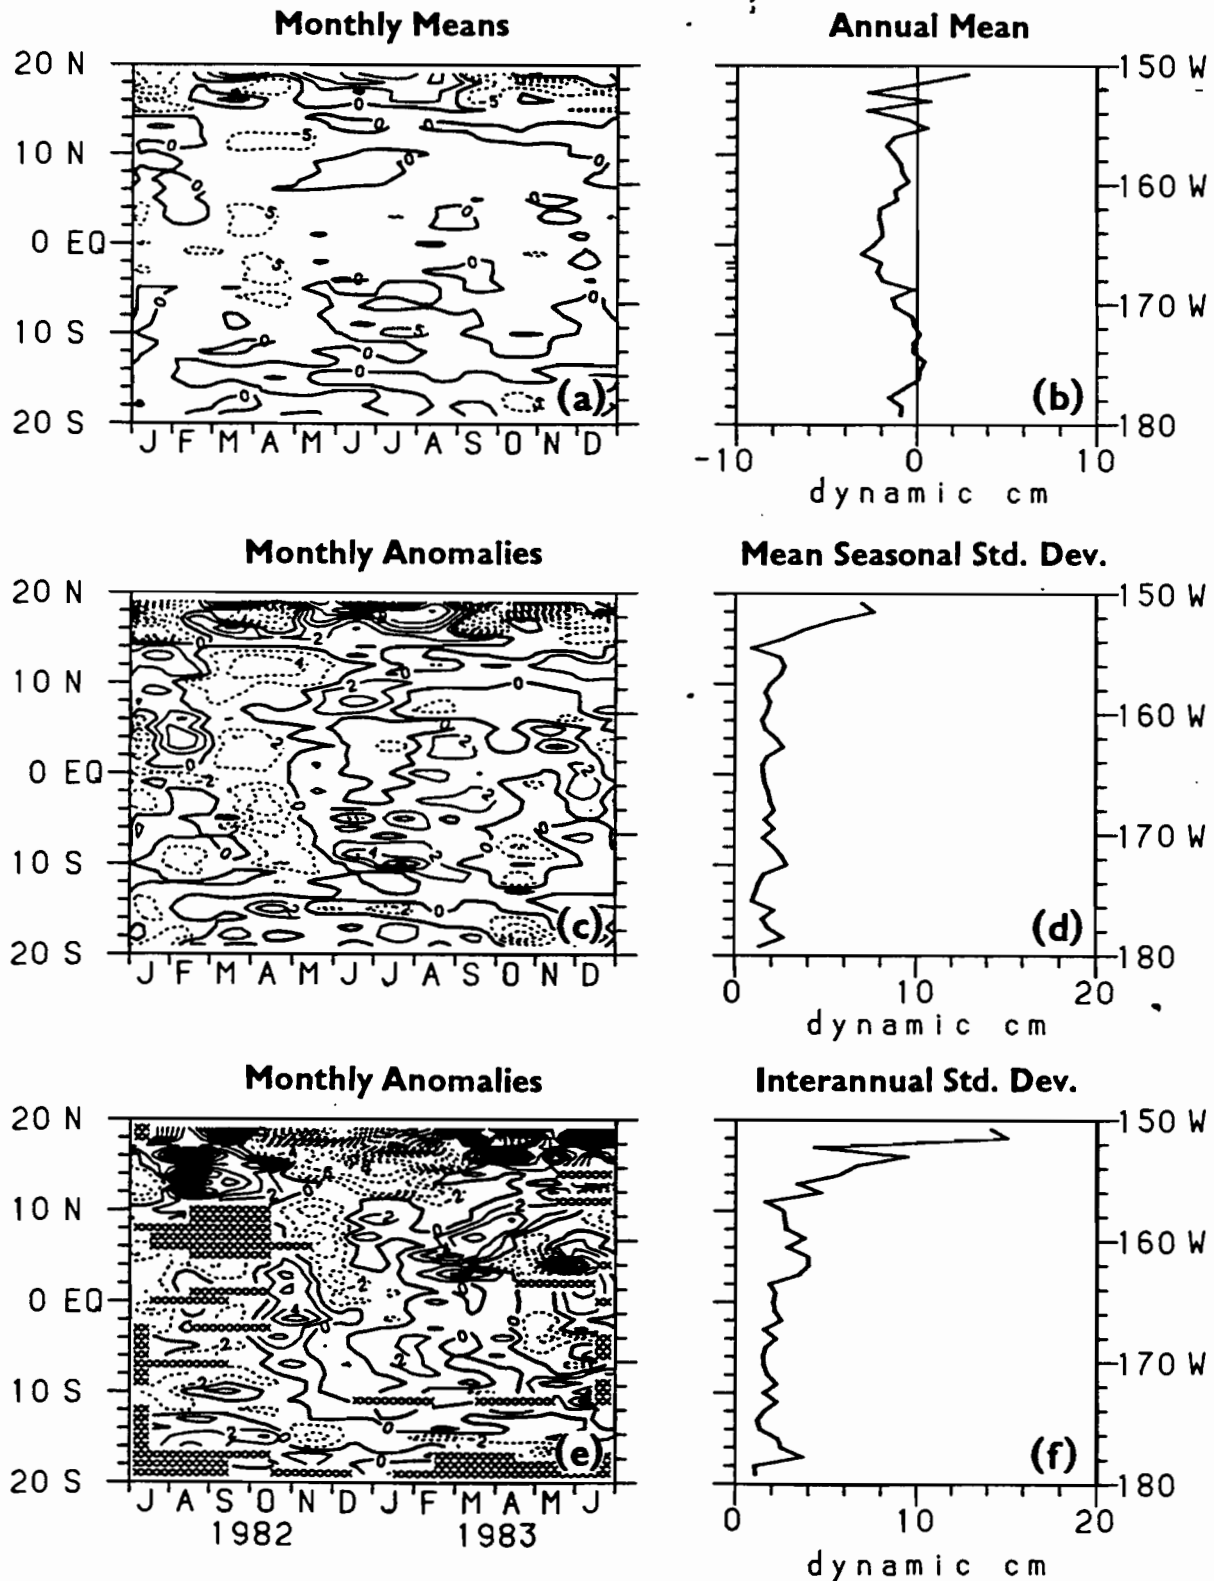 Monthly Means
Annual Mean
20 N
10 N
0 EQ
10 S
20 S
J F M A M J J A S O N D
(a)
150 W
160 W
170 W
180
-10 0 10
dynamic cm
(b)
Monthly Anomalies
Mean Seasonal Std. Dev.
20 N
10 N
0 EQ
10 S
20 S
J F M A M J J A S O N D
(c)
150 W
160 W
170 W
180
0 10 20
dynamic cm
(d)
Monthly Anomalies
Interannual Std. Dev.
20 N
10 N
0 EQ
10 S
20 S
J A S O N D J F M A M J
1982 1983
(e)
150 W
160 W
170 W
180
0 10 20
dynamic cm
(f)